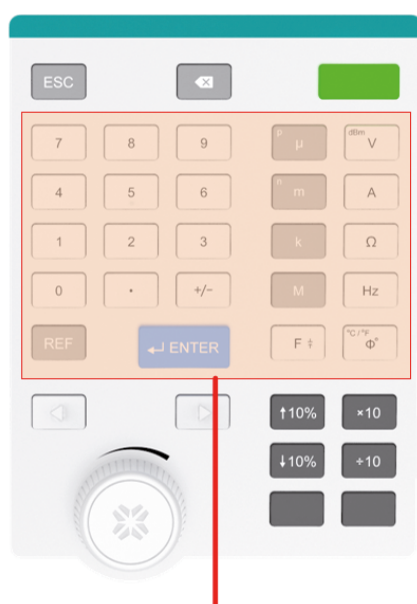 ESC
7 8 9 p µ dBm V
4 5 6 n m A
1 2 3 k Ω
0 . +/− M Hz
REF ↵ ENTER F °C / °F Φ°
↑10% ×10
↓10% ÷10